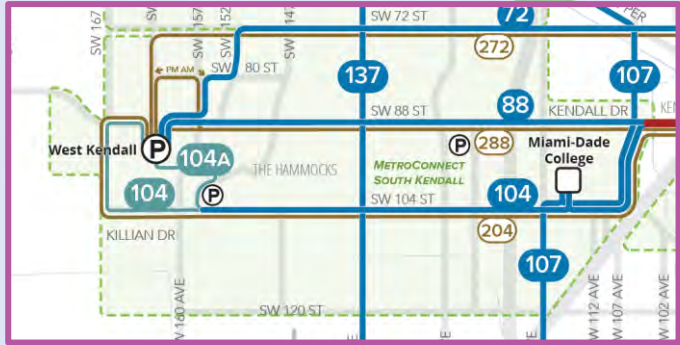 SW 167
SW
157
SW 152
SW 147
SW 72 ST
72
272
PER
← PM AM →
SW 80 ST
137
107
SW 88 ST
88
KENDALL DR
West Kendall
P
104A
THE HAMMOCKS
P
288
Miami-Dade
College
METROCONNECT
SOUTH KENDALL
104
P
104
SW 104 ST
204
KILLIAN DR
107
SW 120 ST
W 160 AVE
SW 112 AVE
W 107 AVE
SW 102 AVE